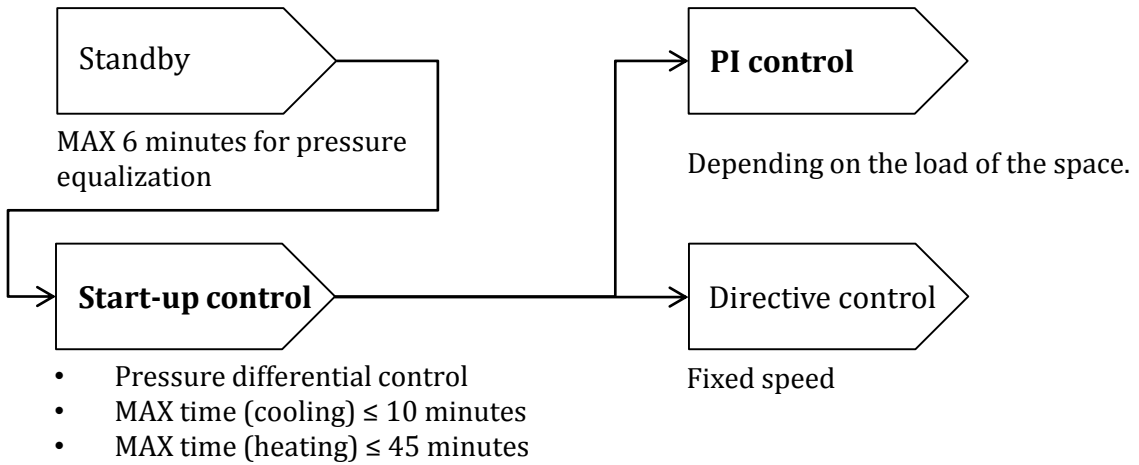 Standby
MAX 6 minutes for pressure
equalization
Start-up control
• Pressure differential control
• MAX time (cooling) ≤ 10 minutes
• MAX time (heating) ≤ 45 minutes
PI control
Depending on the load of the space.
Directive control
Fixed speed